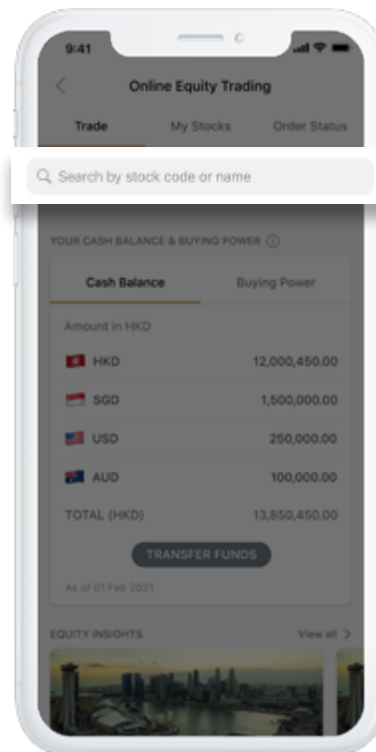 9:41
Online Equity Trading
Trade My Stocks Order Status
Search by stock code or name
YOUR CASH BALANCE & BUYING POWER
Cash Balance Buying Power
Amount in HKD
HKD 12,000,450.00
SGD 1,500,000.00
USD 250,000.00
AUD 100,000.00
TOTAL (HKD) 13,850,450.00
TRANSFER FUNDS
As of 01 Feb 2021
EQUITY INSIGHTS View all